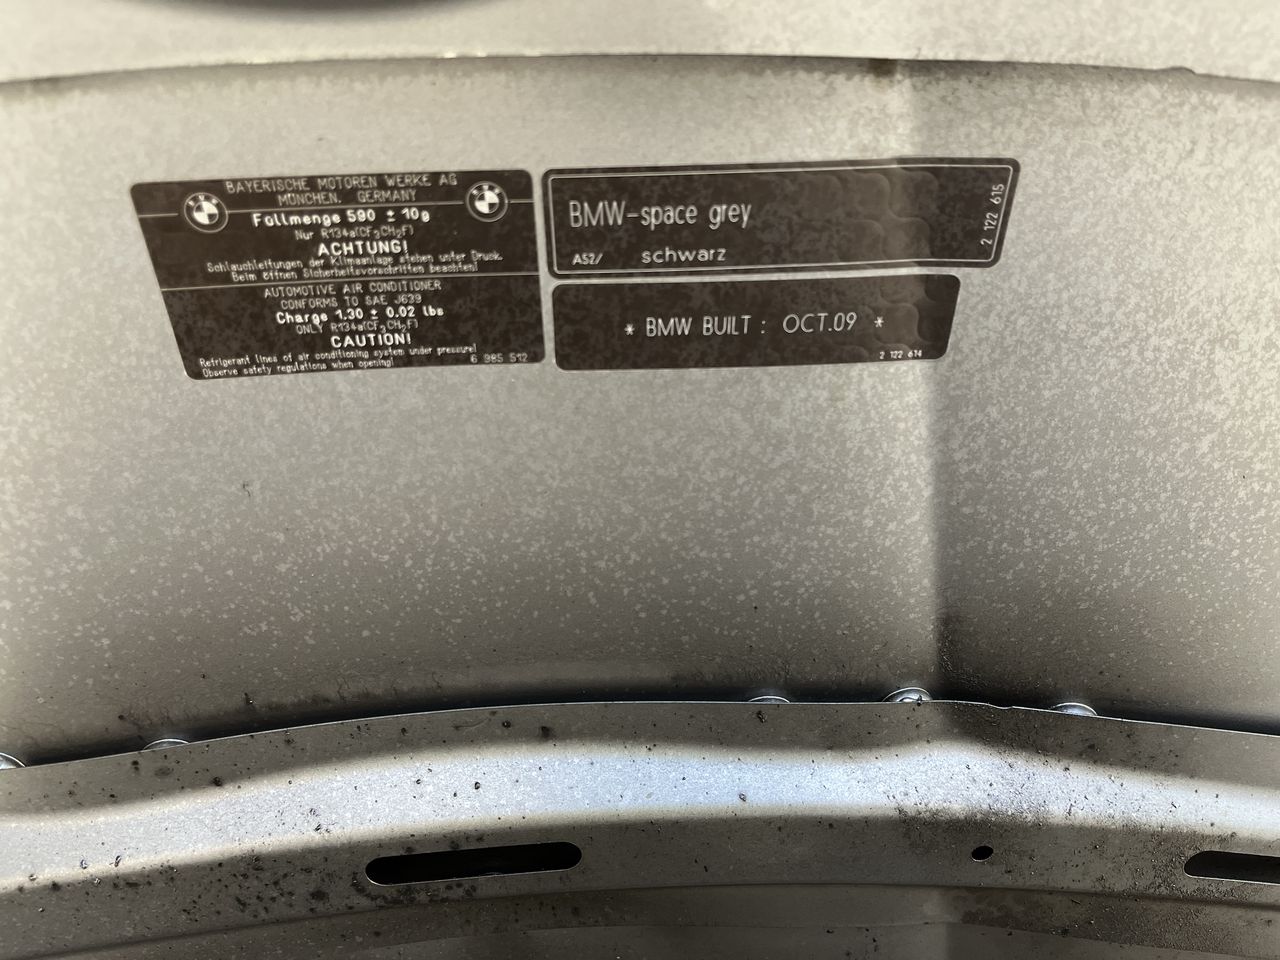 BAYERISCHE MOTOREN WERKE AG
MÜNCHEN. GERMANY
Füllmenge 590 ± 10g
Nur R134a(CF₃CH₂F)
ACHTUNG!
Schlauchleitungen der Klimaanlage stehen unter Druck.
Beim öffnen Sicherheitsvorschriften beachten!
AUTOMOTIVE AIR CONDITIONER
CONFORMS TO SAE J639
Charge 1.30 ± 0.02 lbs
ONLY R134a(CF₃CH₂F)
CAUTION!
Refrigerant lines of air conditioning system under pressure!
Observe safety regulations when opening!
6 985 512
BMW-space grey
A52/ schwarz
2 122 615
* BMW BUILT : OCT.09 *
2 122 614